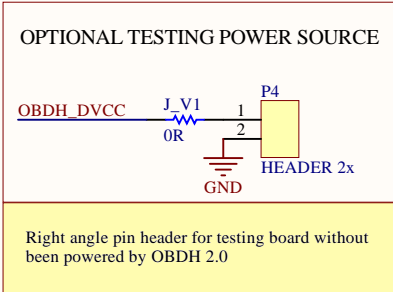 OPTIONAL TESTING POWER SOURCE
P4
OBDH_DVCC J_V1 1
0R 2
GND HEADER 2x
Right angle pin header for testing board without
been powered by OBDH 2.0